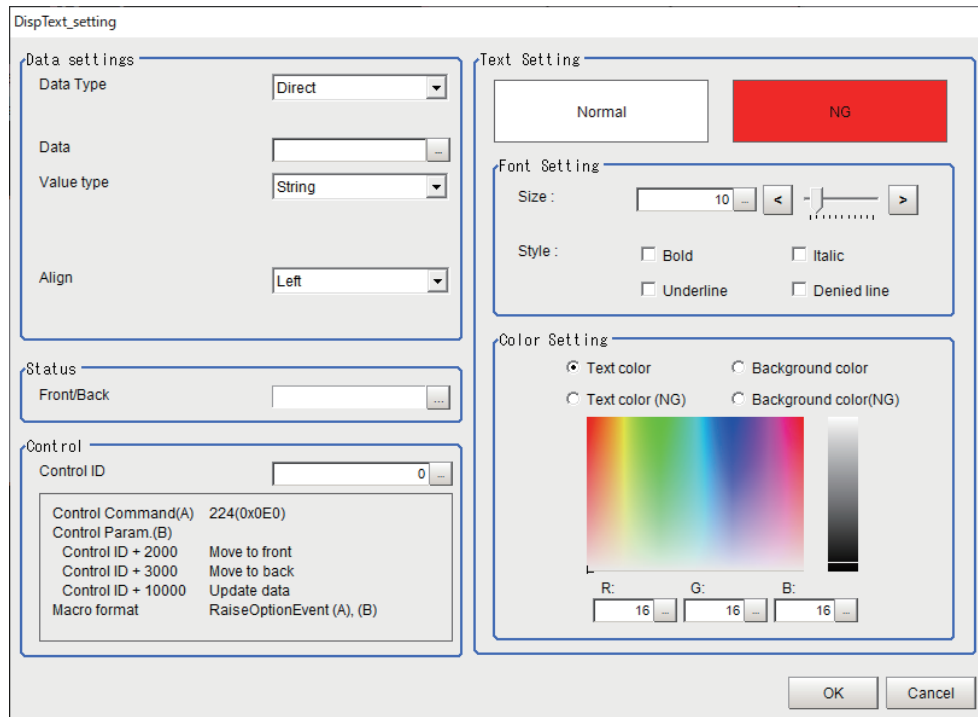 DispText_setting
Data settings
Data Type
Direct
Data
...
Value type
String
Align
Left
Status
Front/Back
...
Control
Control ID
0 ...
Control Command(A) 224(0x0E0)
Control Param.(B)
Control ID + 2000 Move to front
Control ID + 3000 Move to back
Control ID + 10000 Update data
Macro format RaiseOptionEvent (A), (B)
Text Setting
Normal
NG
Font Setting
Size : 10 ... < >
Style : Bold Italic
Underline Denied line
Color Setting
Text color Background color
Text color (NG) Background color(NG)
R: G: B:
16 ... 16 ... 16 ...
OK Cancel